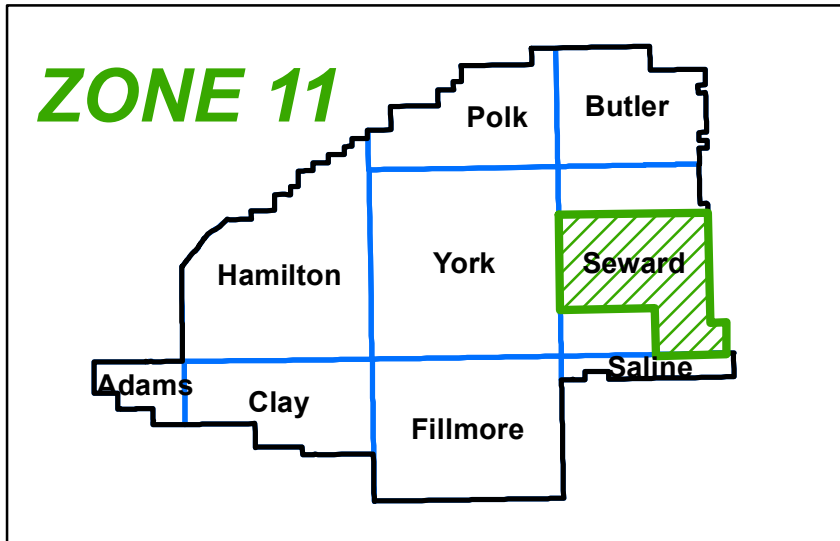 ZONE 11
Polk
Butler
Hamilton
York
Seward
Adams
Clay
Saline
Fillmore